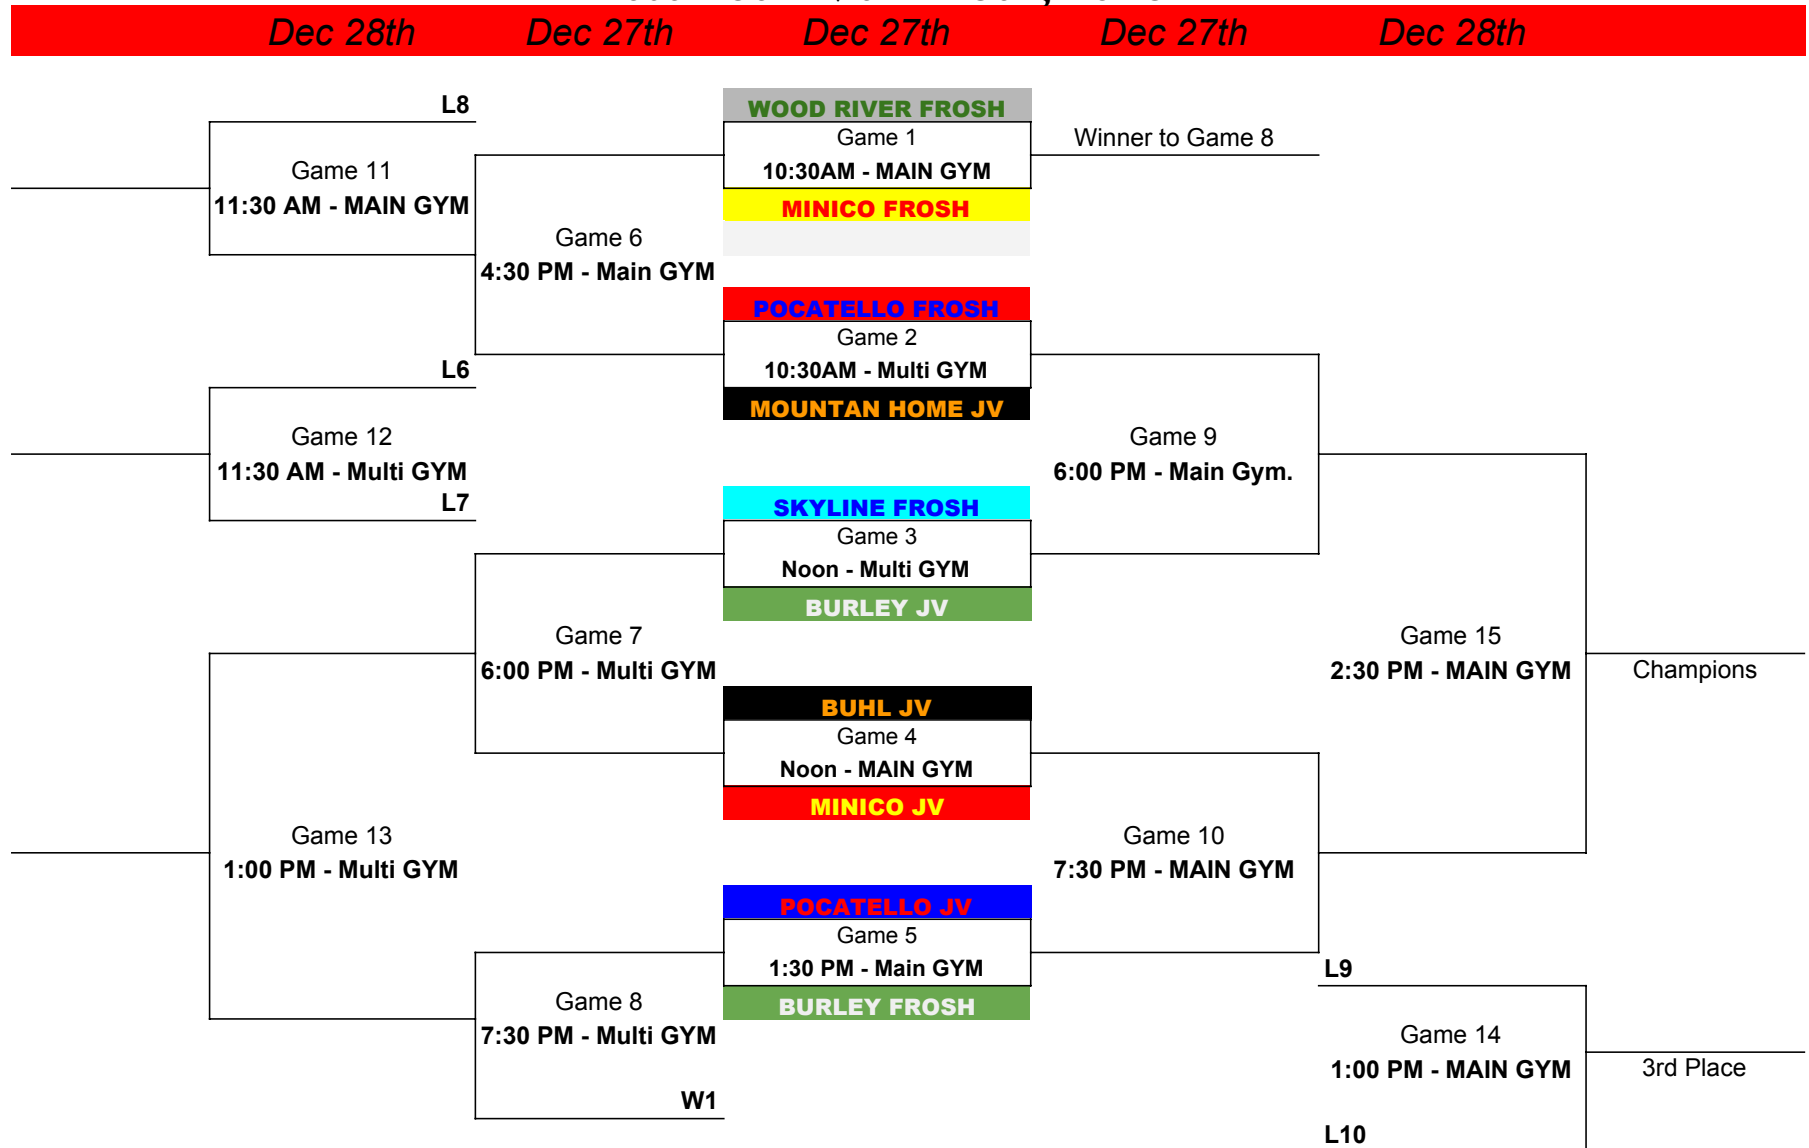 Dec 28th Dec 27th Dec 27th Dec 27th Dec 28th
L8
Game 11
11:30 AM - MAIN GYM
L6
Game 12
11:30 AM - Multi GYM
L7
Game 13
1:00 PM - Multi GYM
Game 6
4:30 PM - Main GYM
Game 7
6:00 PM - Multi GYM
Game 8
7:30 PM - Multi GYM
W1
WOOD RIVER FROSH
Game 1
10:30AM - MAIN GYM
MINICO FROSH
POCATELLO FROSH
Game 2
10:30AM - Multi GYM
MOUNTAN HOME JV
SKYLINE FROSH
Game 3
Noon - Multi GYM
BURLEY JV
BUHL JV
Game 4
Noon - MAIN GYM
MINICO JV
POCATELLO JV
Game 5
1:30 PM - Main GYM
BURLEY FROSH
Winner to Game 8
Game 9
6:00 PM - Main Gym.
Game 10
7:30 PM - MAIN GYM
Game 15
2:30 PM - MAIN GYM
Champions
L9
Game 14
1:00 PM - MAIN GYM
3rd Place
L10